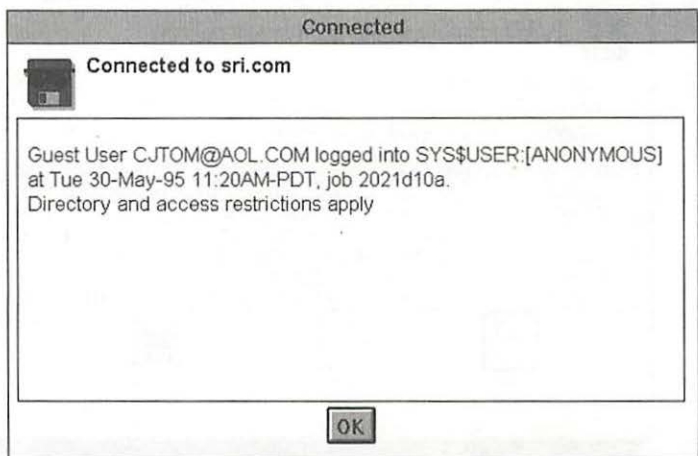 Connected
Connected to sri.com
Guest User CJTOM@AOL.COM logged into SYS$USER:[ANONYMOUS]
at Tue 30-May-95 11:20AM-PDT, job 2021d10a.
Directory and access restrictions apply
OK